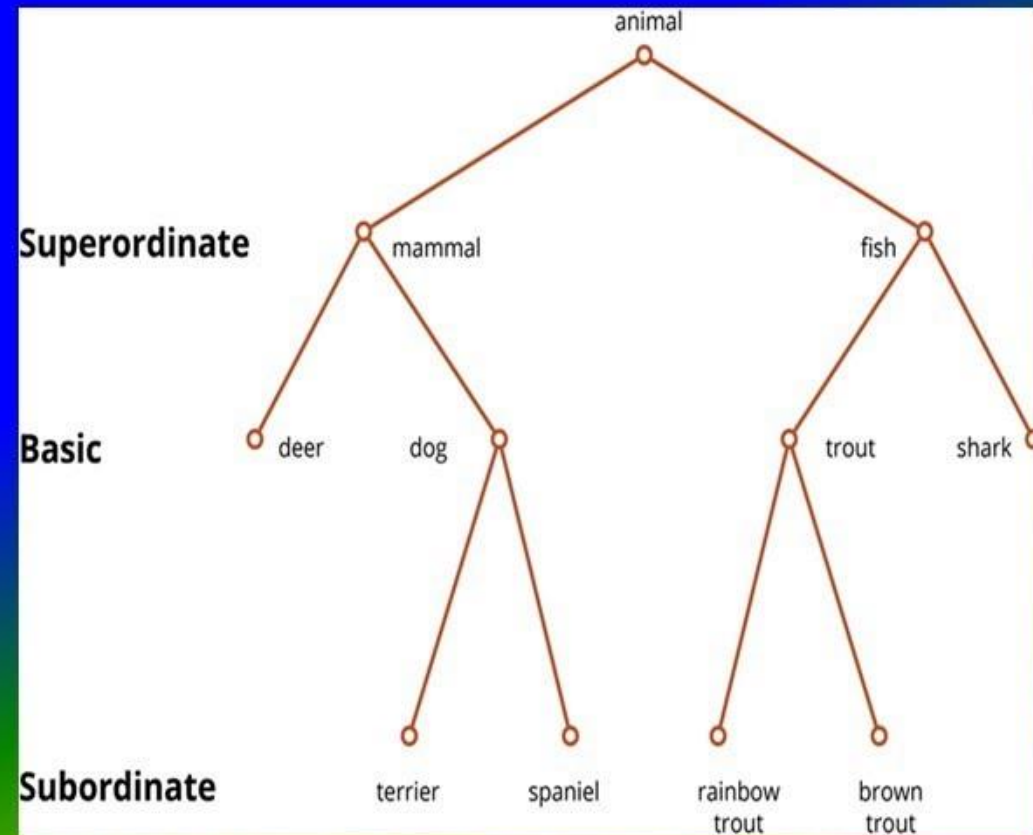 animal
Superordinate
mammal
fish
Basic
deer
dog
trout
shark
Subordinate
terrier
spaniel
rainbow
trout
brown
trout